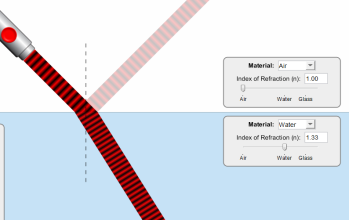 Material: Air
Index of Refraction (n): 1.00
Air Water Glass
Material: Water
Index of Refraction (n): 1.33
Air Water Glass